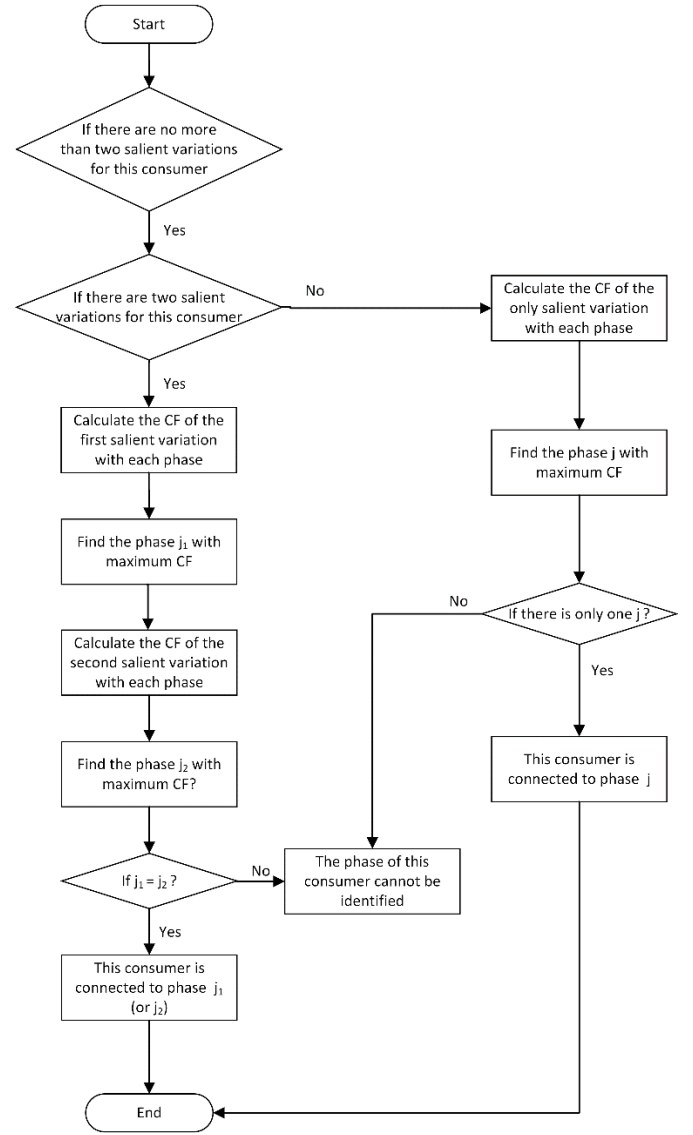 Start
If there are no more
than two salient variations
for this consumer
Yes
If there are two salient
variations for this consumer
No
Calculate the CF of the
only salient variation
with each phase
Yes
Calculate the CF of the
first salient variation
with each phase
Find the phase j with
maximum CF
Find the phase j₁ with
maximum CF
No
If there is only one j ?
Calculate the CF of the
second salient variation
with each phase
Yes
Find the phase j₂ with
maximum CF?
This consumer is
connected to phase j
If j₁ = j₂ ?
No
The phase of this
consumer cannot be
identified
Yes
This consumer is
connected to phase j₁
(or j₂)
End